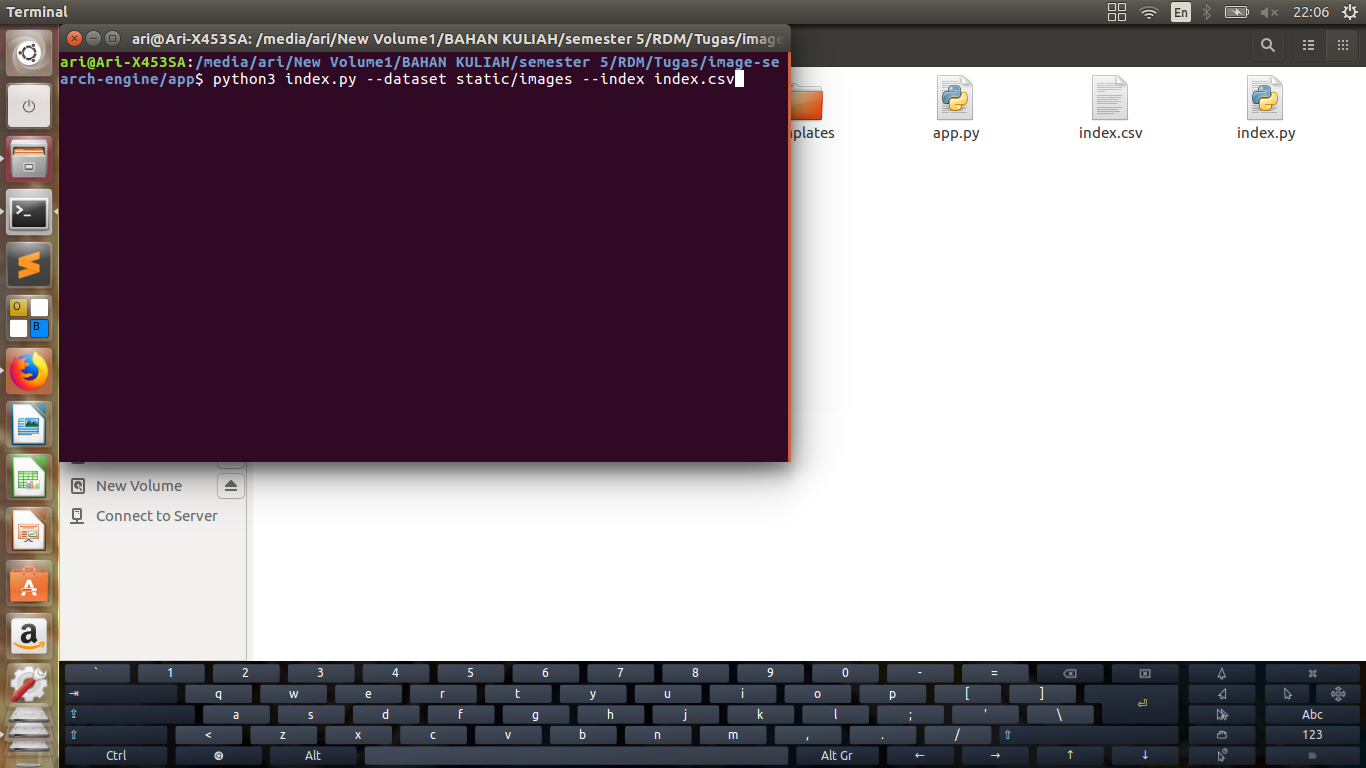 Terminal
En
22:06
ari@Ari-X453SA: /media/ari/New Volume1/BAHAN KULIAH/semester 5/RDM/Tugas/image
ari@Ari-X453SA:/media/ari/New Volume1/BAHAN KULIAH/semester 5/RDM/Tugas/image-se
arch-engine/app$ python3 index.py --dataset static/images --index index.csv
plates
app.py
index.csv
index.py
O
B
New Volume
Connect to Server
` 1 2 3 4 5 6 7 8 9 0 - =
q w e r t y u i o p [ ]
a s d f g h j k l ; ' \ Abc
< z x c v b n m , . / 123
Ctrl Alt Alt Gr